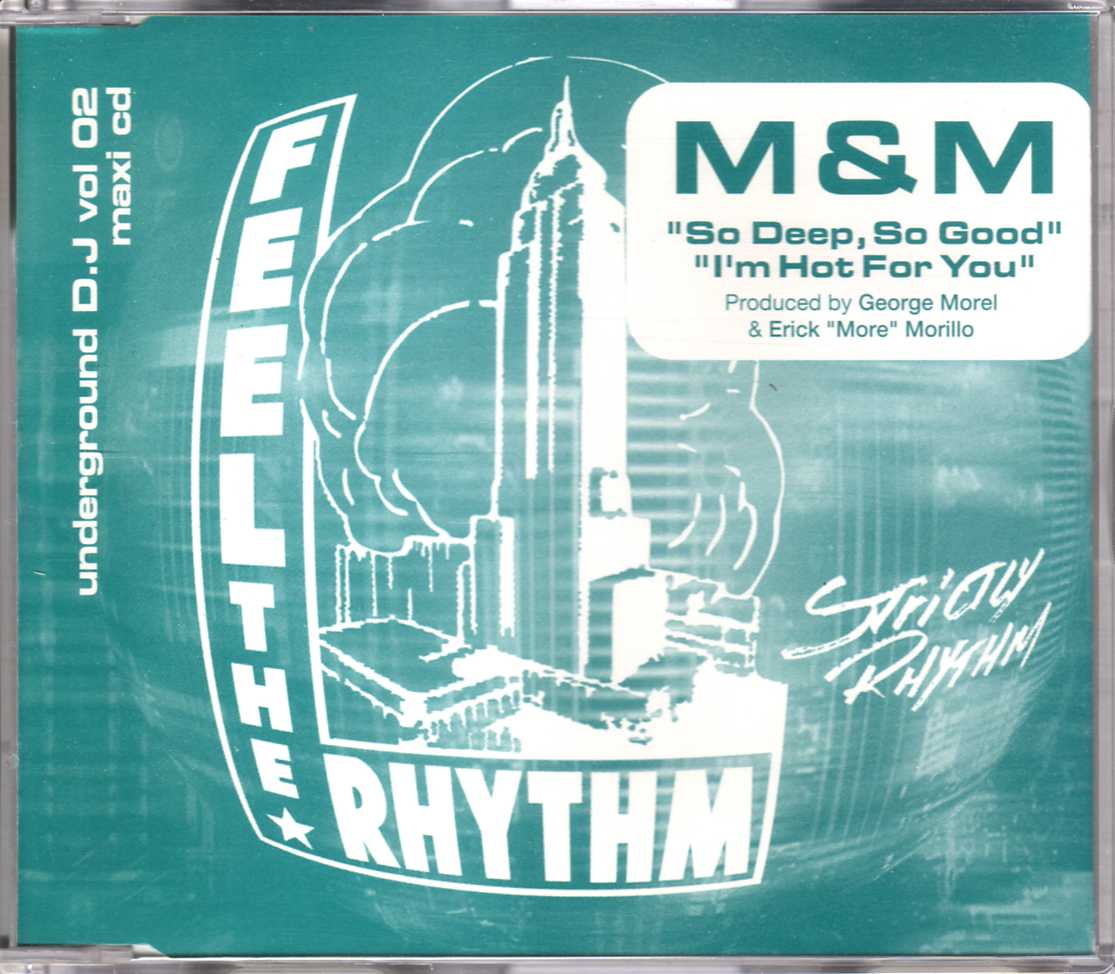 underground D.J vol 02
maxi cd
FEEL THE
RHYTHM
M&M
"So Deep, So Good"
"I'm Hot For You"
Produced by George Morel
& Erick "More" Morillo
Strictly
Rhythm